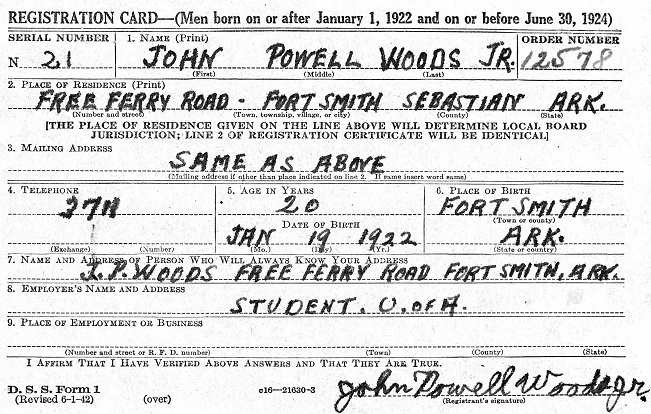 REGISTRATION CARD—(Men born on or after January 1, 1922 and on or before June 30, 1924)
SERIAL NUMBER 1. NAME (Print) ORDER NUMBER
N 21 JOHN POWELL WOODS JR. 12578
(First) (Middle) (Last)
2. PLACE OF RESIDENCE (Print)
FREE FERRY ROAD - FORT SMITH SEBASTIAN ARK.
(Number and street) (Town, township, village, or city) (County) (State)
[THE PLACE OF RESIDENCE GIVEN ON THE LINE ABOVE WILL DETERMINE LOCAL BOARD
JURISDICTION; LINE 2 OF REGISTRATION CERTIFICATE WILL BE IDENTICAL]
3. MAILING ADDRESS
SAME AS ABOVE
(Mailing address if other than place indicated on line 2. If same insert word same)
4. TELEPHONE 5. AGE IN YEARS 6. PLACE OF BIRTH
20 FORT SMITH
(Town or county)
DATE OF BIRTH
JAN 19 1922 ARK.
(Exchange) (Number) (Mo.) (Day) (Yr.) (State or country)
7. NAME AND ADDRESS OF PERSON WHO WILL ALWAYS KNOW YOUR ADDRESS
J. P. WOODS FREE FERRY ROAD FORT SMITH, ARK.
8. EMPLOYER'S NAME AND ADDRESS
STUDENT. U. OF A.
9. PLACE OF EMPLOYMENT OR BUSINESS
(Number and street or R. F. D. number) (Town) (County) (State)
I AFFIRM THAT I HAVE VERIFIED ABOVE ANSWERS AND THAT THEY ARE TRUE.
D. S. S. Form 1 e16—21630-3 John Powell Woods Jr.
(Revised 6-1-42) (over) (Registrant's signature)